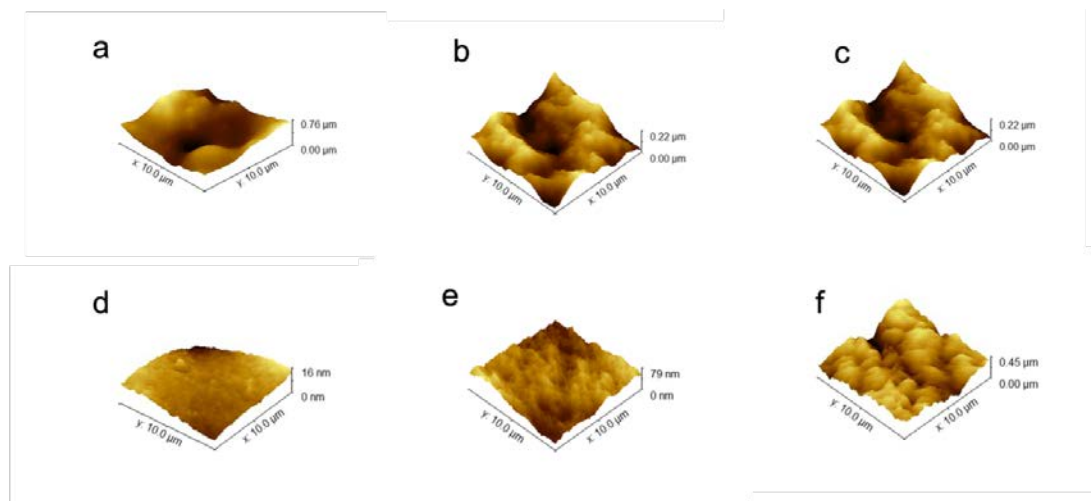 a
0.76 µm
0.00 µm
x: 10.0 µm
y: 10.0 µm
b
0.22 µm
0.00 µm
y: 10.0 µm
x: 10.0 µm
c
0.22 µm
0.00 µm
y: 10.0 µm
x: 10.0 µm
d
16 nm
0 nm
y: 10.0 µm
x: 10.0 µm
e
79 nm
0 nm
y: 10.0 µm
x: 10.0 µm
f
0.45 µm
0.00 µm
y: 10.0 µm
x: 10.0 µm